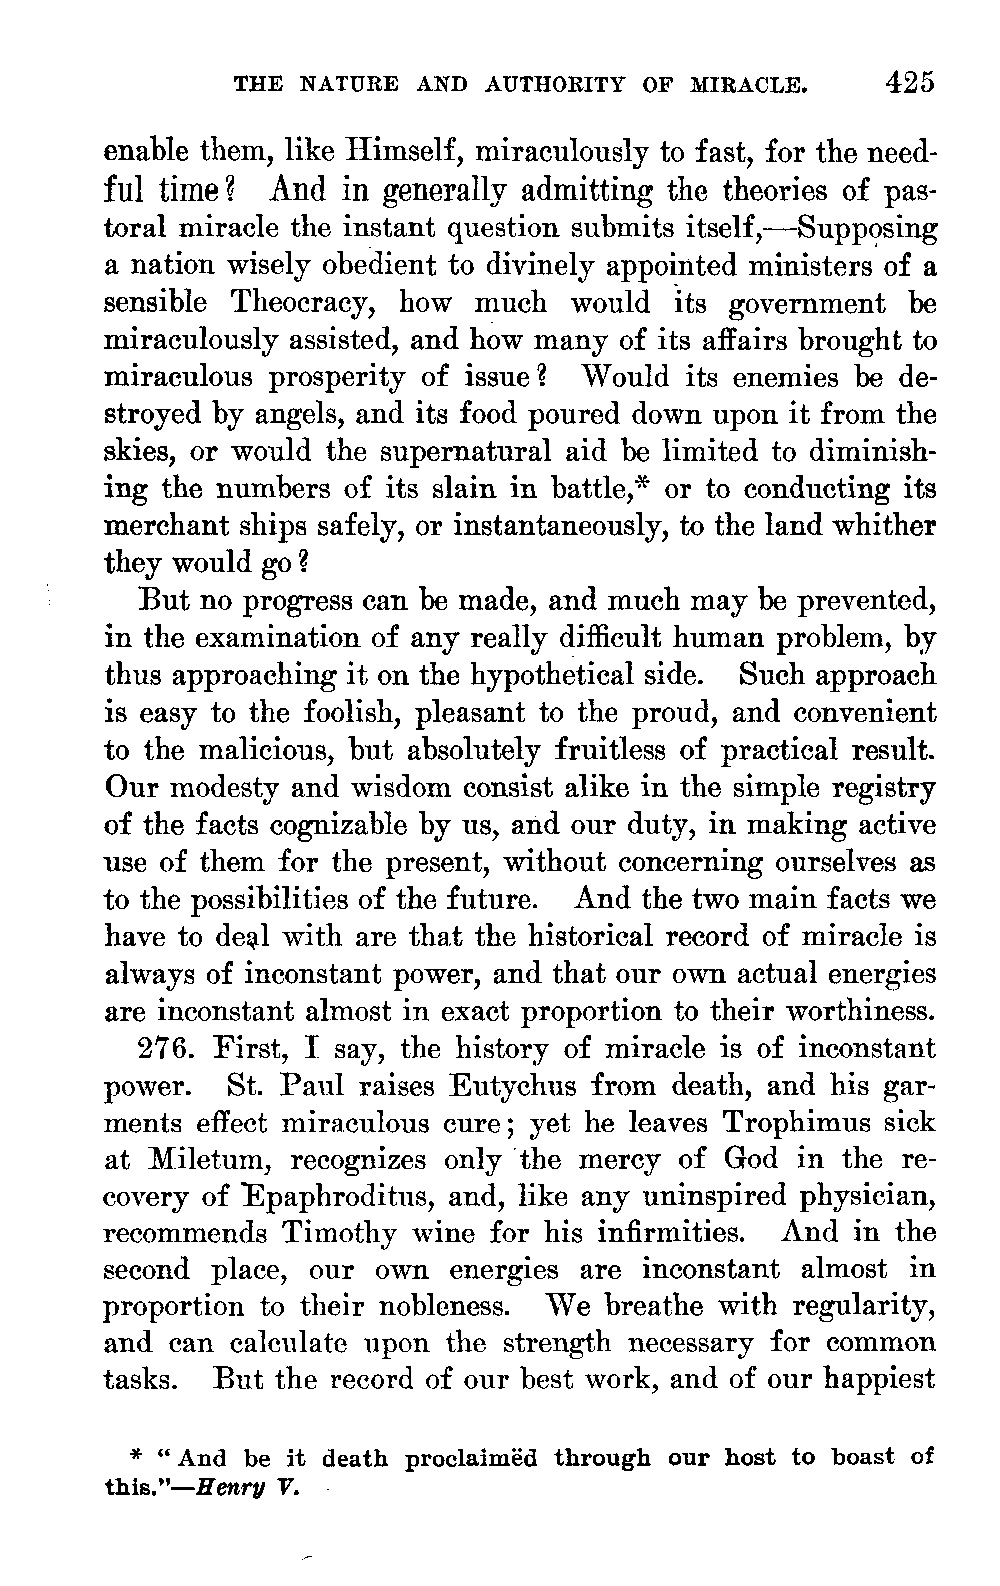 THE NATURE AND AUTHORITY OF MIRACLE. 425
enable them, like Himself, miraculously to fast, for the need-
ful time? And in generally admitting the theories of pas-
toral miracle the instant question submits itself,—Supposing
a nation wisely obedient to divinely appointed ministers of a
sensible Theocracy, how much would its government be
miraculously assisted, and how many of its affairs brought to
miraculous prosperity of issue? Would its enemies be de-
stroyed by angels, and its food poured down upon it from the
skies, or would the supernatural aid be limited to diminish-
ing the numbers of its slain in battle,* or to conducting its
merchant ships safely, or instantaneously, to the land whither
they would go?
But no progress can be made, and much may be prevented,
in the examination of any really difficult human problem, by
thus approaching it on the hypothetical side. Such approach
is easy to the foolish, pleasant to the proud, and convenient
to the malicious, but absolutely fruitless of practical result.
Our modesty and wisdom consist alike in the simple registry
of the facts cognizable by us, and our duty, in making active
use of them for the present, without concerning ourselves as
to the possibilities of the future. And the two main facts we
have to deal with are that the historical record of miracle is
always of inconstant power, and that our own actual energies
are inconstant almost in exact proportion to their worthiness.
276. First, I say, the history of miracle is of inconstant
power. St. Paul raises Eutychus from death, and his gar-
ments effect miraculous cure; yet he leaves Trophimus sick
at Miletum, recognizes only the mercy of God in the re-
covery of Epaphroditus, and, like any uninspired physician,
recommends Timothy wine for his infirmities. And in the
second place, our own energies are inconstant almost in
proportion to their nobleness. We breathe with regularity,
and can calculate upon the strength necessary for common
tasks. But the record of our best work, and of our happiest
* "And be it death proclaimëd through our host to boast of
this."—Henry V.